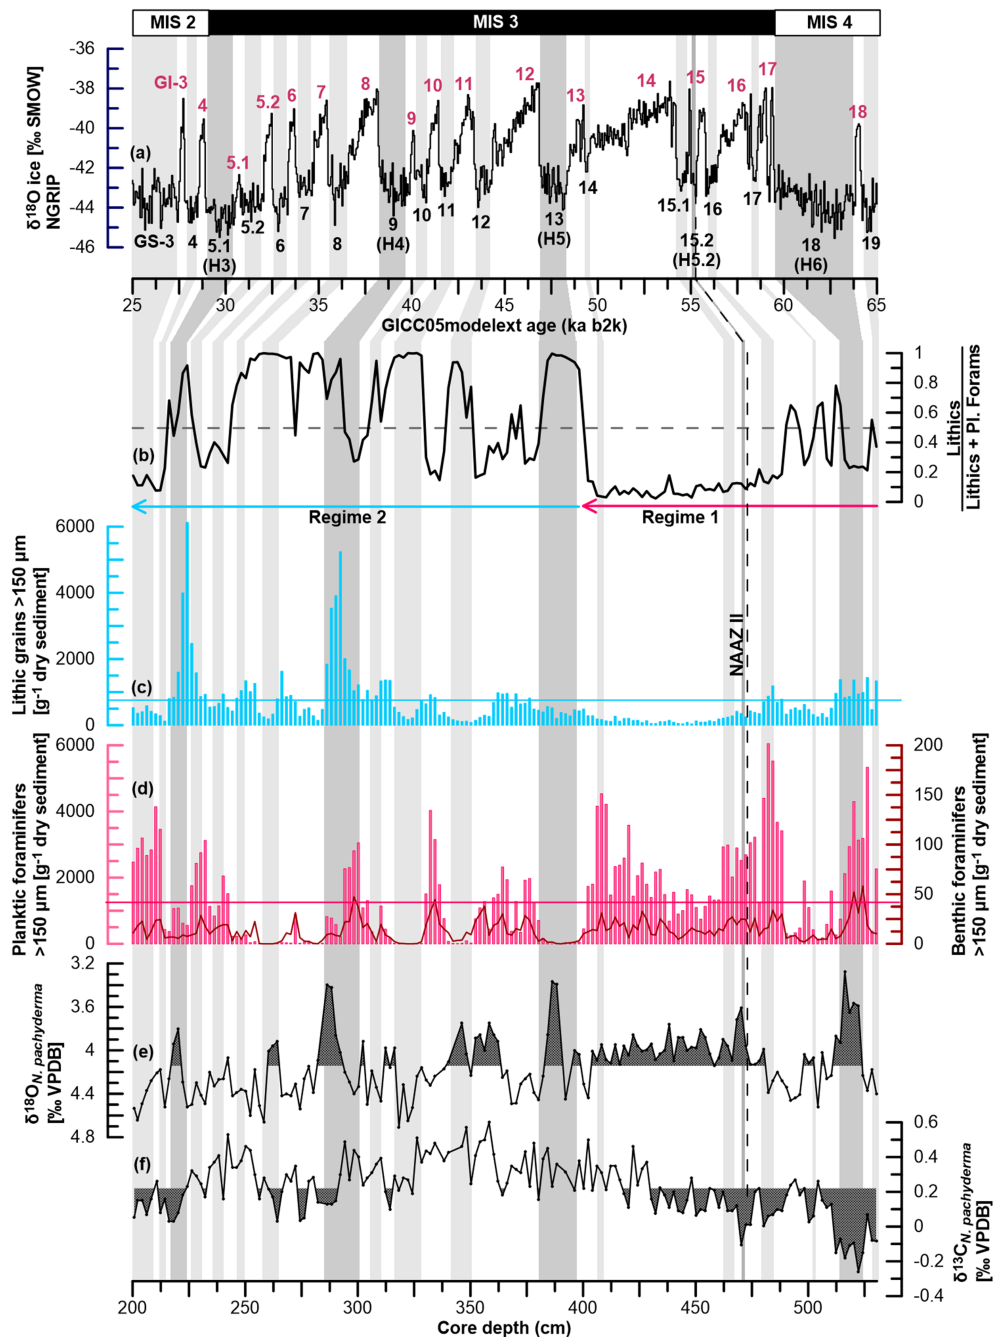 MIS 2 MIS 3 MIS 4
-36
-38
-40
-42
-44
-46
δ18O ice [‰ SMOW]
NGRIP
(a)
GI-3 4 5.1 5.2 6 7 8 9 10 11 12 13 14 15 16 17 18
GS-3 4 5.1 (H3) 5.2 6 7 8 9 (H4) 10 11 12 13 (H5) 14 15.1 15.2 (H5.2) 16 17 18 (H6) 19
25 30 35 40 45 50 55 60 65
GICC05modelext age (ka b2k)
(b)
1
0.8
0.6
0.4
0.2
0
Lithics
Lithics + Pl. Forams
Regime 2 Regime 1
6000
4000
2000
0
Lithic grains >150 µm
[g-1 dry sediment]
(c)
NAAZ II
6000
4000
2000
0
Planktic foraminifers
>150 µm [g-1 dry sediment]
(d)
200
150
100
50
0
Benthic foraminifers
>150 µm [g-1 dry sediment]
3.2
3.6
4
4.4
4.8
δ18O N. pachyderma
[‰ VPDB]
(e)
(f)
0.6
0.4
0.2
0
-0.2
-0.4
δ13C N. pachyderma
[‰ VPDB]
200 250 300 350 400 450 500
Core depth (cm)